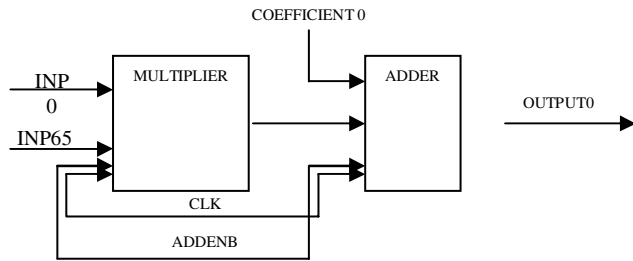 COEFFICIENT 0
INP
0
MULTIPLIER
ADDER
OUTPUT0
INP65
CLK
ADDENB